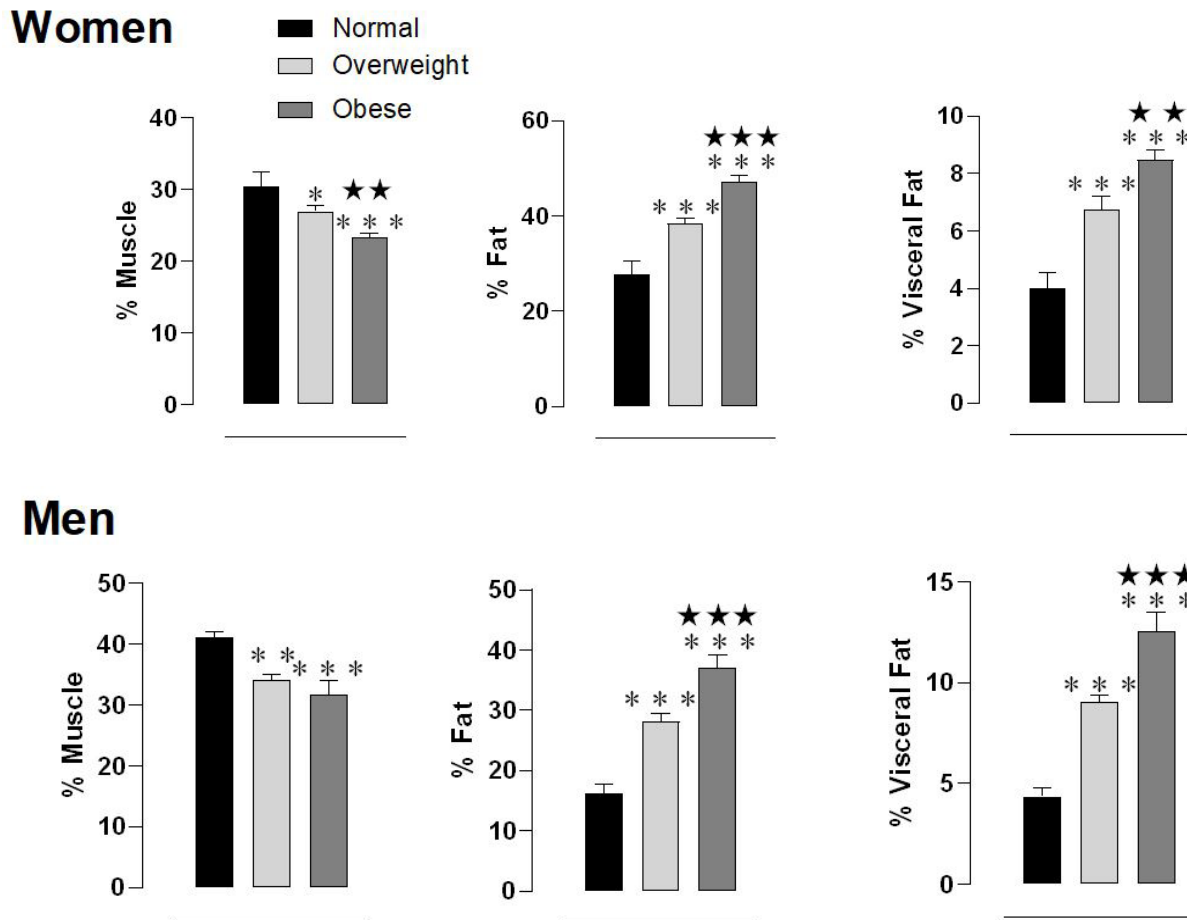 Women
Normal
Overweight
Obese
% Muscle
40
30
20
10
0
*
★★
* * *
% Fat
60
40
20
0
* * *
★★★
* * *
% Visceral Fat
10
8
6
4
2
0
* * *
★ ★
* * *
Men
% Muscle
50
40
30
20
10
0
* *
* * *
% Fat
50
40
30
20
10
0
* * *
★★★
* * *
% Visceral Fat
15
10
5
0
* * *
★★★
* * *